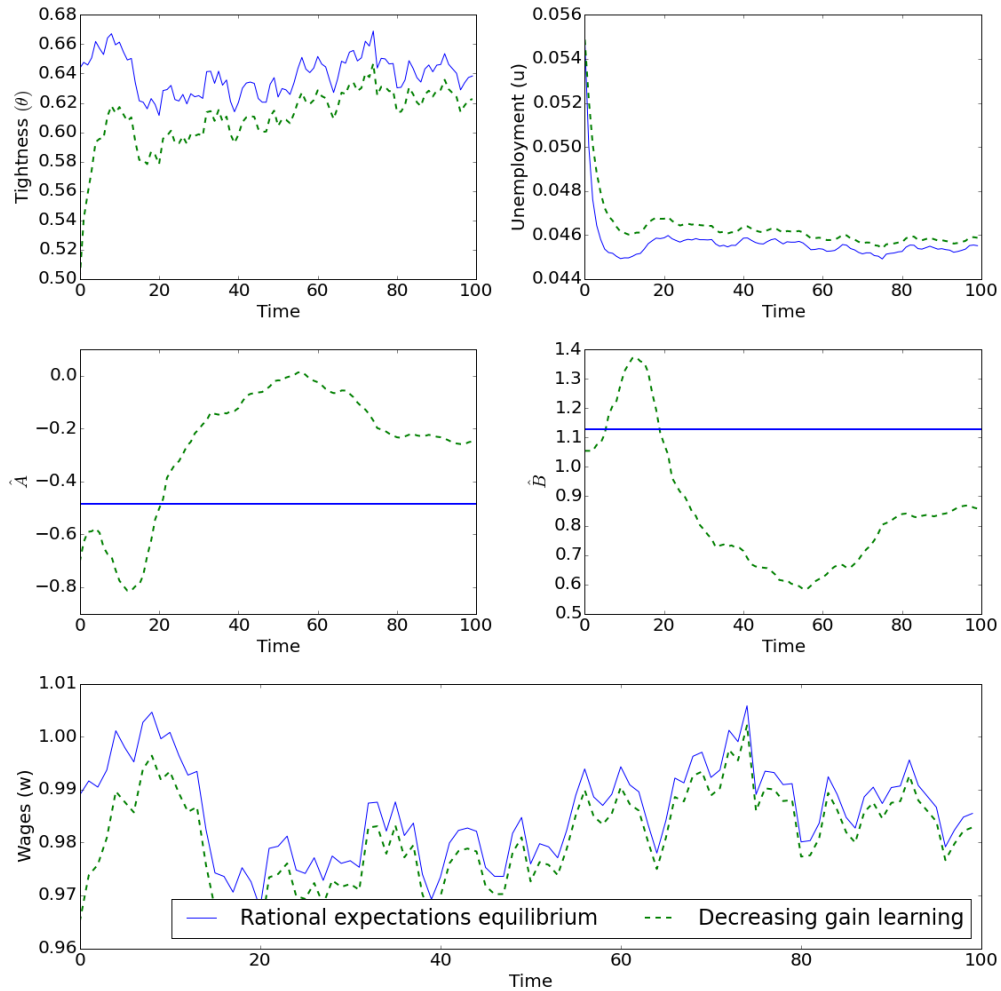 0.68
0.66
0.64
0.62
0.60
0.58
0.56
0.54
0.52
0.50
Tightness (θ)
0 20 40 60 80 100
Time
0.056
0.054
0.052
0.050
0.048
0.046
0.044
Unemployment (u)
0 20 40 60 80 100
Time
0.0
−0.2
−0.4
−0.6
−0.8
Â
0 20 40 60 80 100
Time
1.4
1.3
1.2
1.1
1.0
0.9
0.8
0.7
0.6
0.5
B̂
0 20 40 60 80 100
Time
1.01
1.00
0.99
0.98
0.97
0.96
Wages (w)
Rational expectations equilibrium
Decreasing gain learning
0 20 40 60 80 100
Time